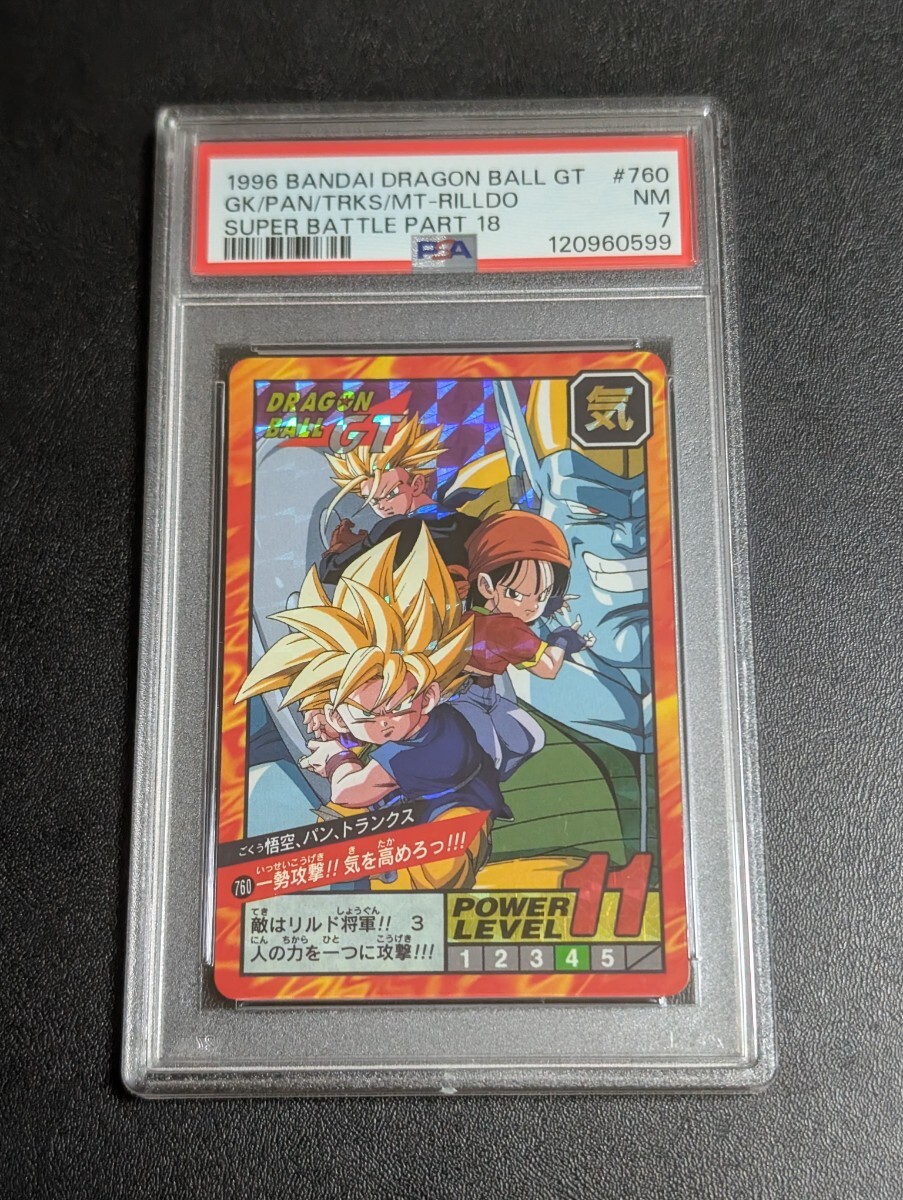 1996 BANDAI DRAGON BALL GT #760
GK/PAN/TRKS/MT-RILLDO NM
SUPER BATTLE PART 18 7
PSA 120960599
DRAGON
BALL GT
気
ごくう
悟空、パン、トランクス
いっせいこうげき き たか
760 一勢攻撃!! 気を高めろっ!!!
てき しょうぐん
敵はリルド将軍!! 3
にん ちから ひと こうげき
人の力を一つに攻撃!!!
POWER
LEVEL 11
1 2 3 4 5